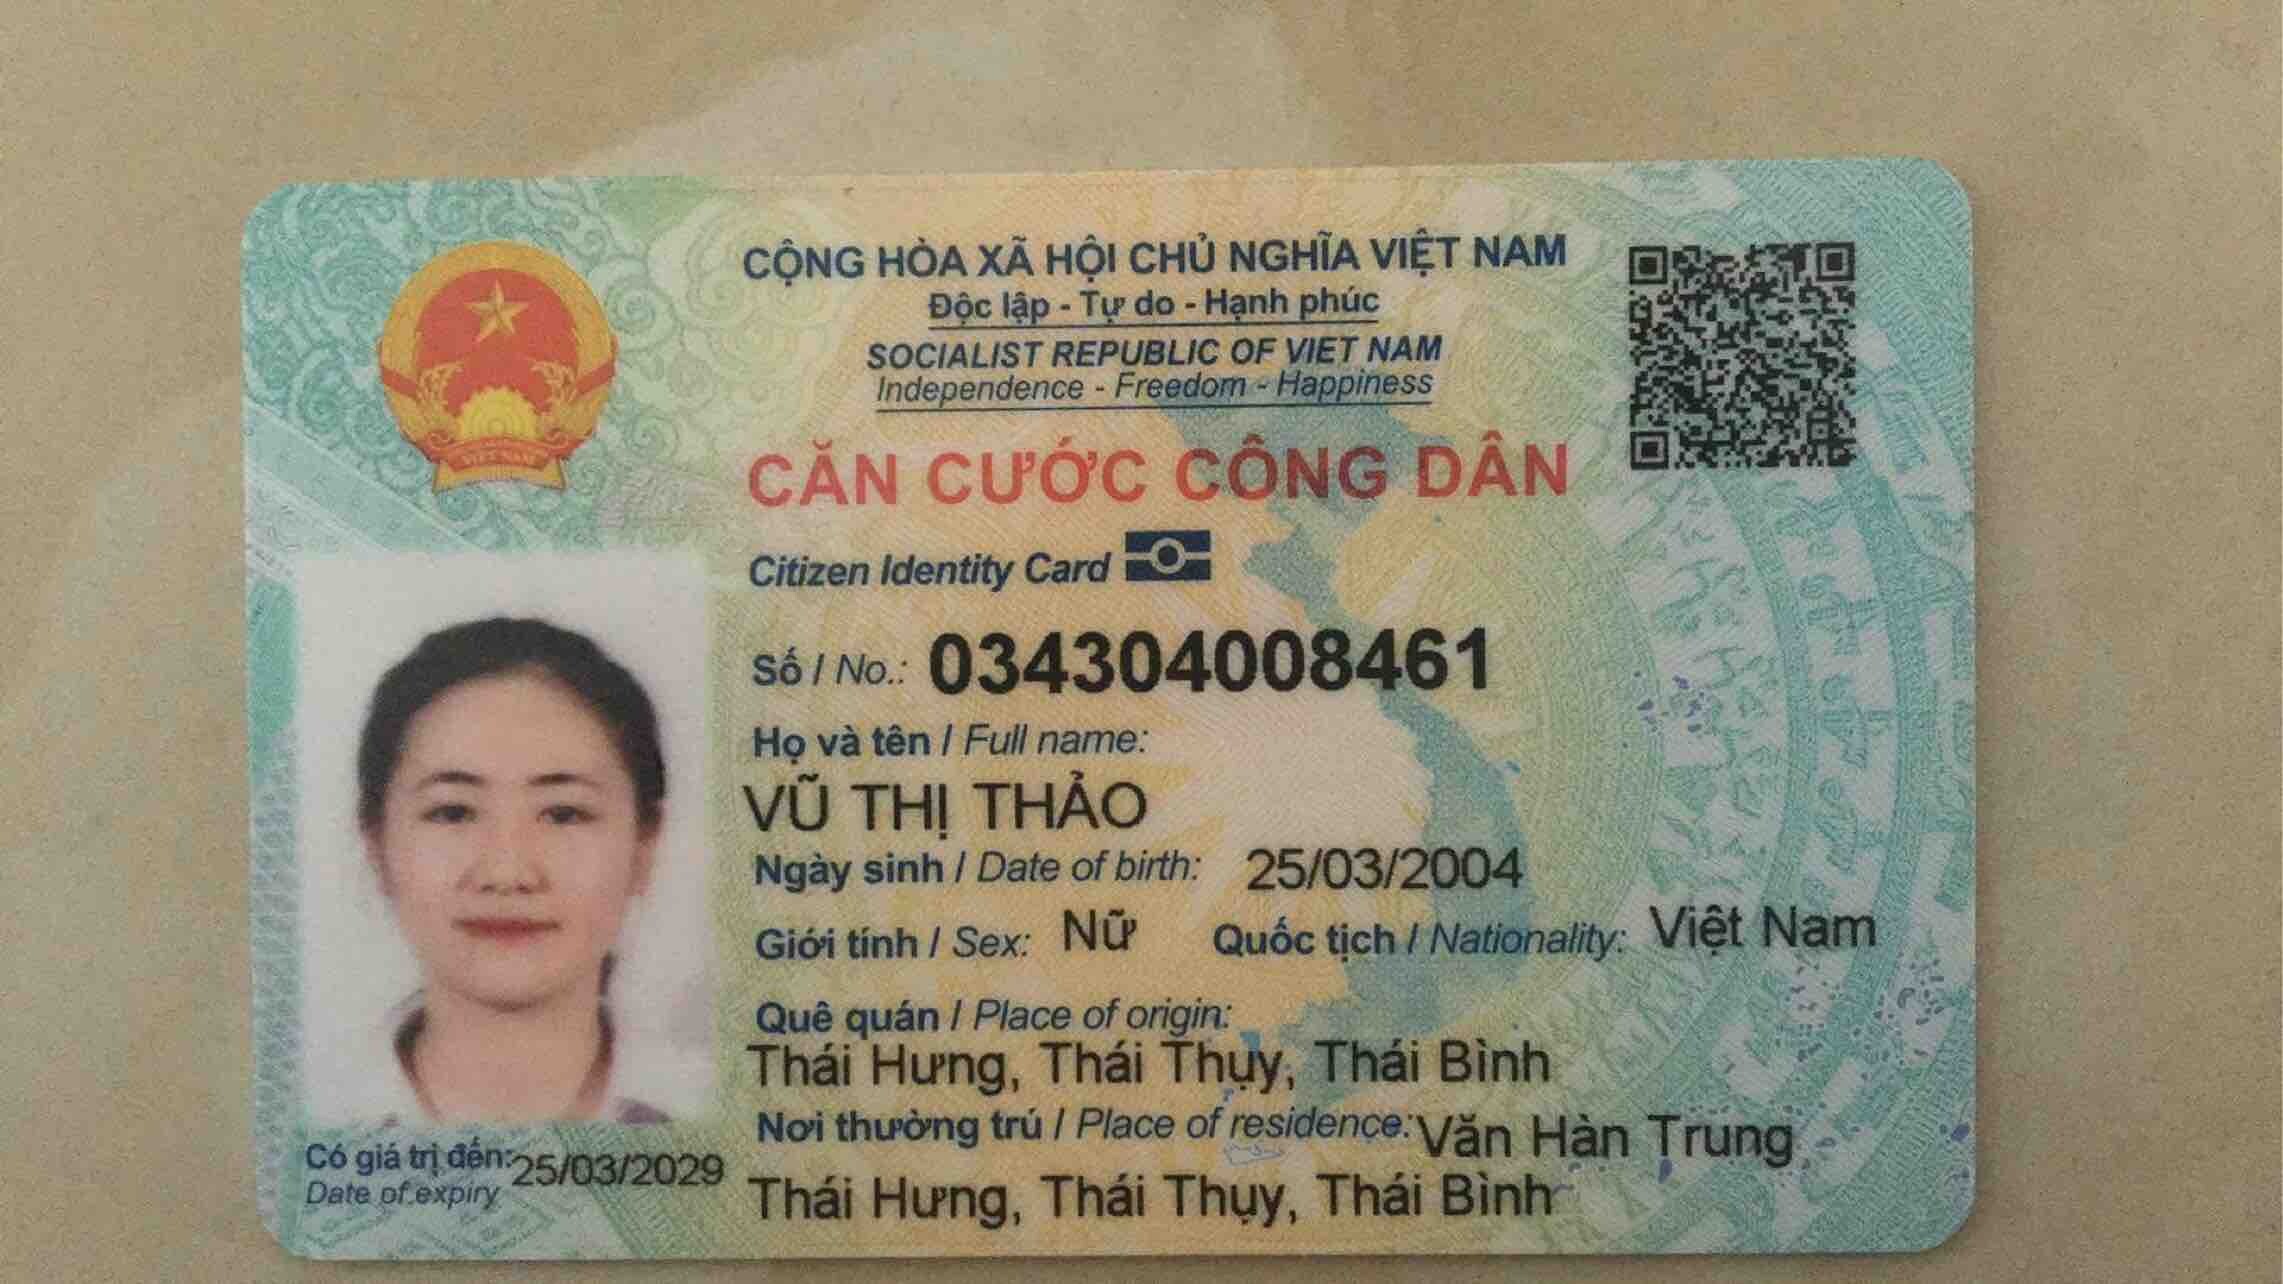 CỘNG HÒA XÃ HỘI CHỦ NGHĨA VIỆT NAM
Độc lập - Tự do - Hạnh phúc
SOCIALIST REPUBLIC OF VIET NAM
Independence - Freedom - Happiness
CĂN CƯỚC CÔNG DÂN
Citizen Identity Card
VIỆT NAM
Số / No.: 034304008461
Họ và tên / Full name:
VŨ THỊ THẢO
Ngày sinh / Date of birth: 25/03/2004
Giới tính / Sex: Nữ Quốc tịch / Nationality: Việt Nam
Quê quán / Place of origin:
Thái Hưng, Thái Thụy, Thái Bình
Nơi thường trú / Place of residence: Văn Hàn Trung
Thái Hưng, Thái Thụy, Thái Bình
Có giá trị đến: 25/03/2029
Date of expiry